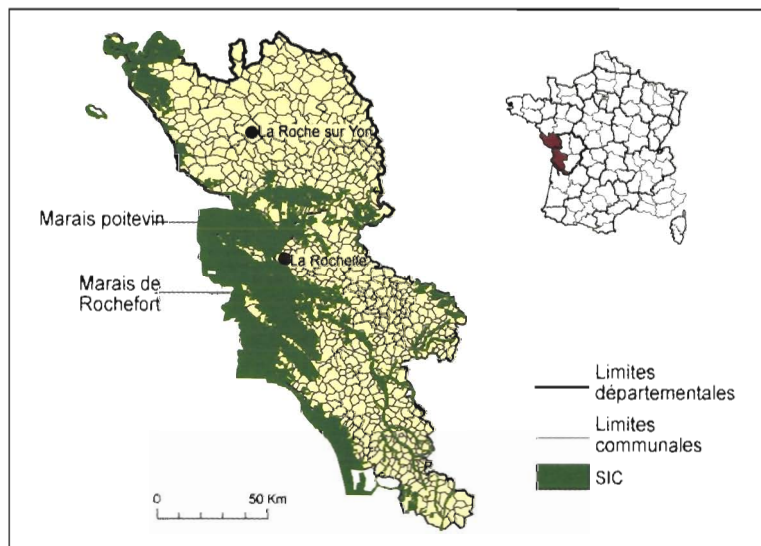 La Roche sur Yon
Marais poitevin
La Rochelle
Marais de
Rochefort
Limites
départementales
Limites
communales
SIC
0
50 Km